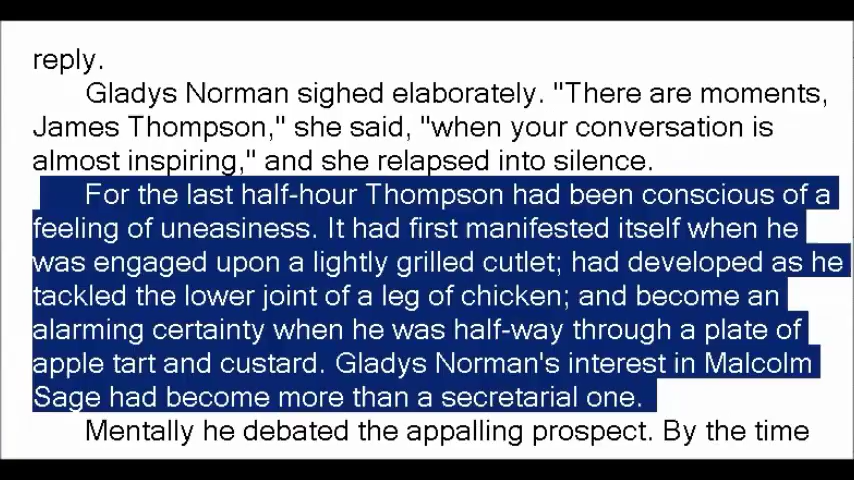 reply.
Gladys Norman sighed elaborately. "There are moments,
James Thompson," she said, "when your conversation is
almost inspiring," and she relapsed into silence.
For the last half-hour Thompson had been conscious of a
feeling of uneasiness. It had first manifested itself when he
was engaged upon a lightly grilled cutlet; had developed as he
tackled the lower joint of a leg of chicken; and become an
alarming certainty when he was half-way through a plate of
apple tart and custard. Gladys Norman's interest in Malcolm
Sage had become more than a secretarial one.
Mentally he debated the appalling prospect. By the time